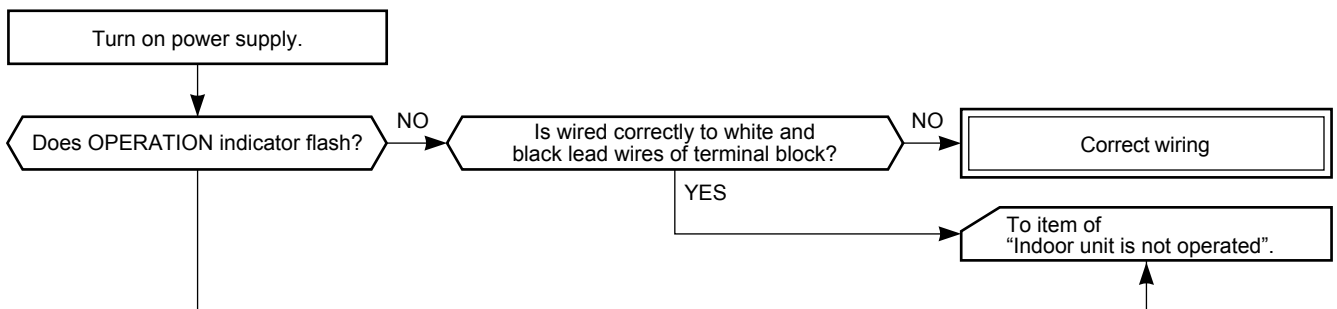 Turn on power supply.
Does OPERATION indicator flash?
NO
Is wired correctly to white and
black lead wires of terminal block?
NO
Correct wiring
YES
To item of
“Indoor unit is not operated”.